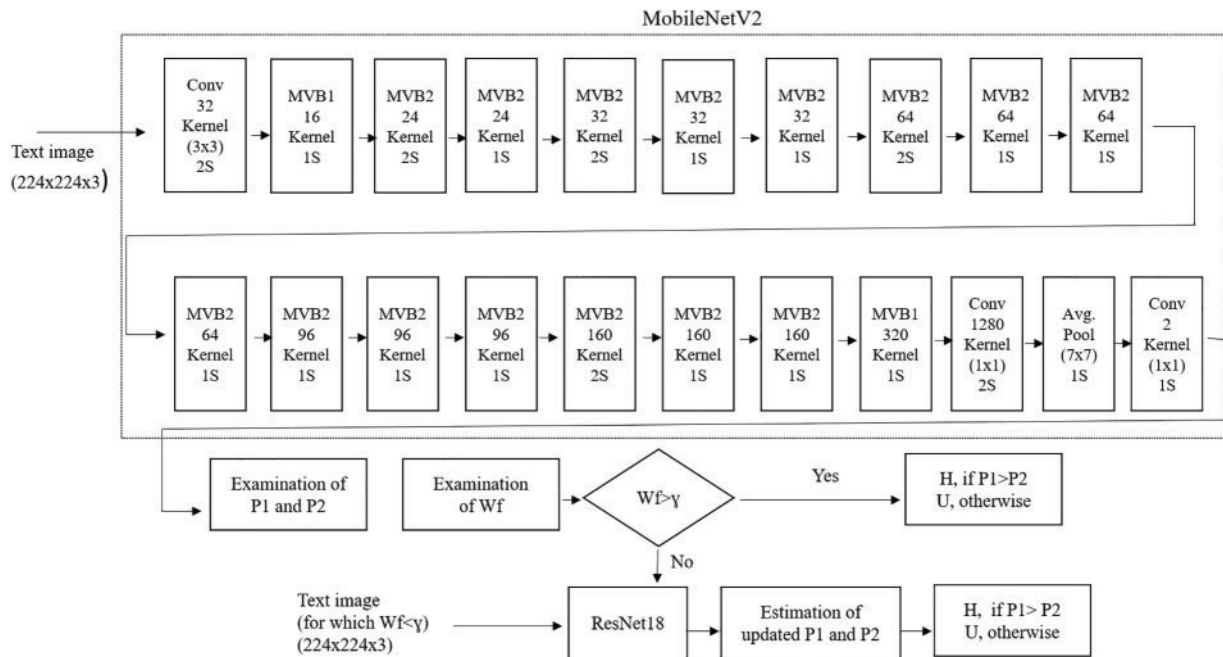 MobileNetV2
Text image
(224x224x3)
Conv
32
Kernel
(3x3)
2S
MVB1
16
Kernel
1S
MVB2
24
Kernel
2S
MVB2
24
Kernel
1S
MVB2
32
Kernel
2S
MVB2
32
Kernel
1S
MVB2
32
Kernel
1S
MVB2
64
Kernel
2S
MVB2
64
Kernel
1S
MVB2
64
Kernel
1S
MVB2
64
Kernel
1S
MVB2
96
Kernel
1S
MVB2
96
Kernel
1S
MVB2
96
Kernel
1S
MVB2
160
Kernel
2S
MVB2
160
Kernel
1S
MVB2
160
Kernel
1S
MVB1
320
Kernel
1S
Conv
1280
Kernel
(1x1)
2S
Avg.
Pool
(7x7)
1S
Conv
2
Kernel
(1x1)
1S
Examination of
P1 and P2
Examination
of Wf
Wf>ɣ
Yes
H, if P1>P2
U, otherwise
No
Text image
(for which Wf<ɣ)
(224x224x3)
ResNet18
Estimation of
updated P1 and P2
H, if P1> P2
U, otherwise